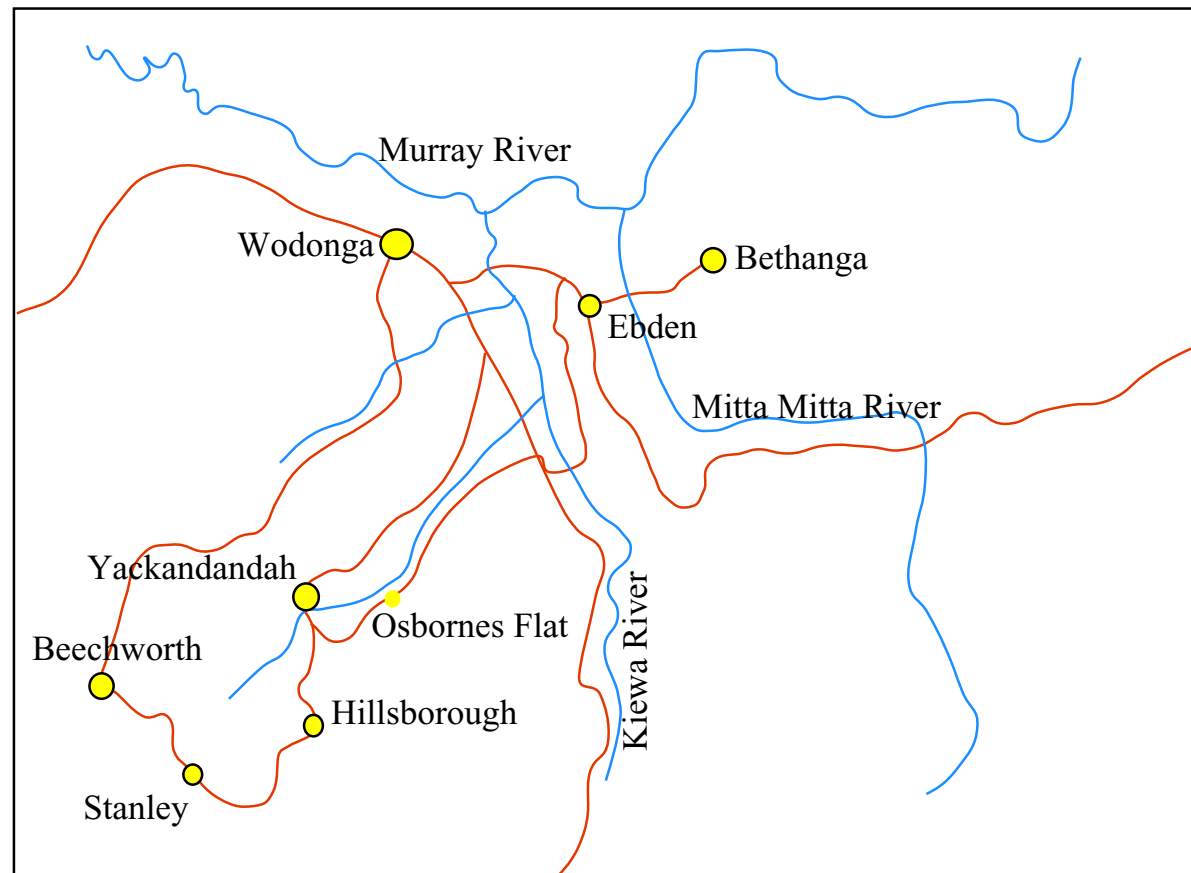 Murray River
Wodonga
Bethanga
Ebden
Mitta Mitta River
Yackandandah
Osbornes Flat
Beechworth
Kiewa River
Hillsborough
Stanley